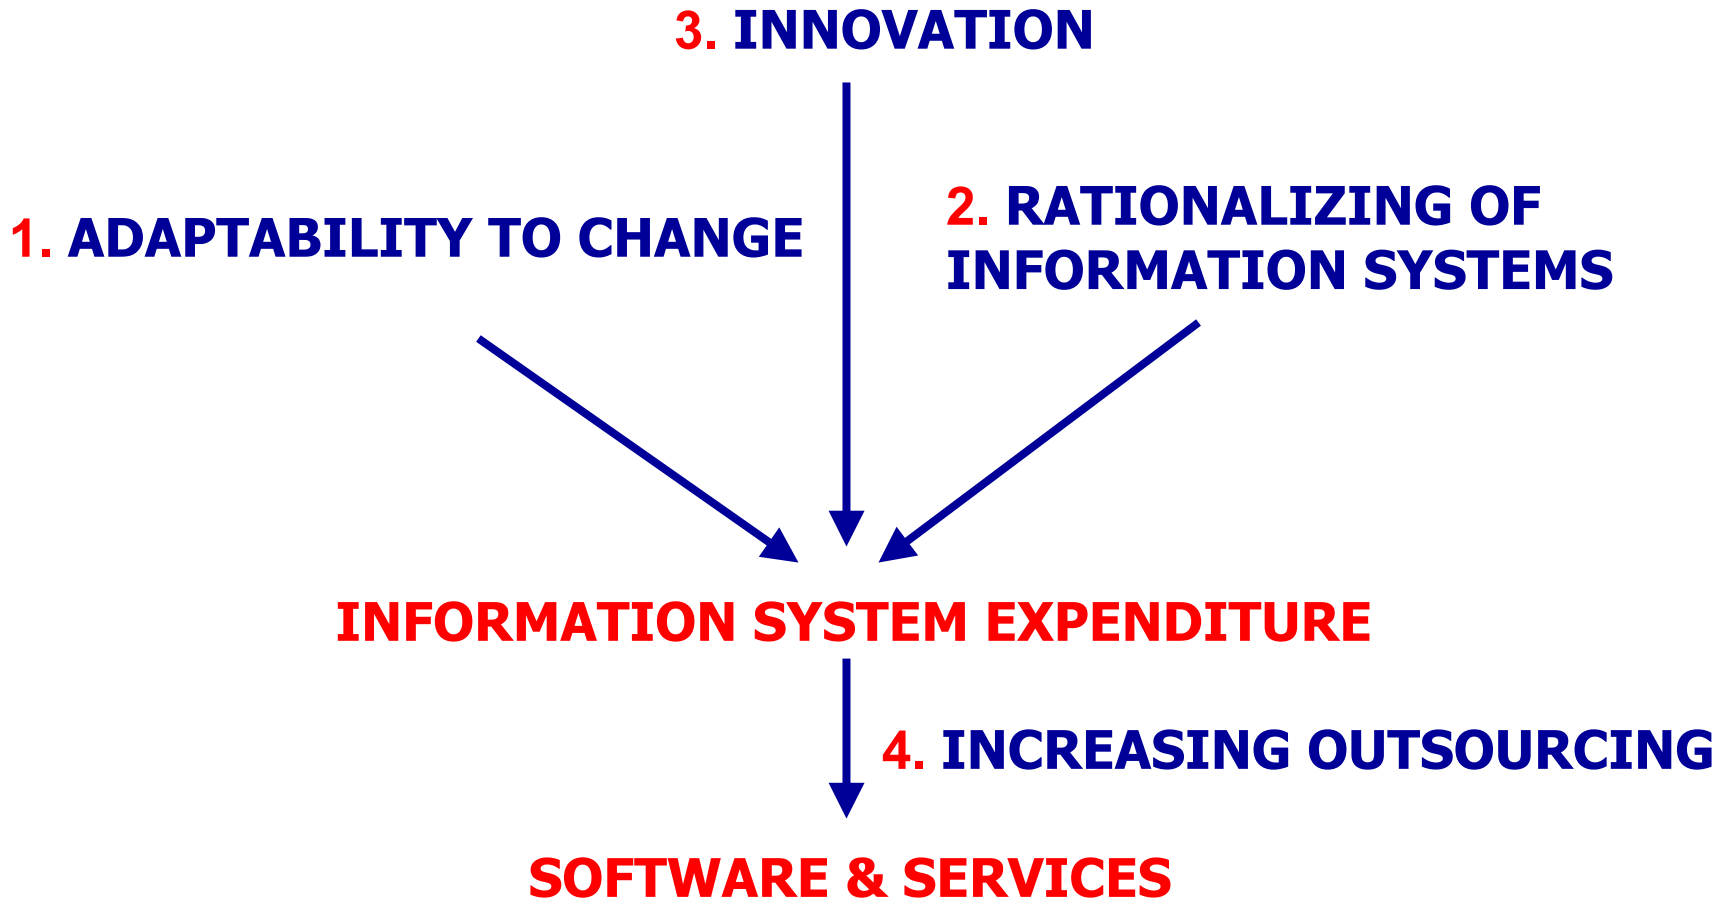 3. INNOVATION
1. ADAPTABILITY TO CHANGE
2. RATIONALIZING OF
INFORMATION SYSTEMS
INFORMATION SYSTEM EXPENDITURE
4. INCREASING OUTSOURCING
SOFTWARE & SERVICES